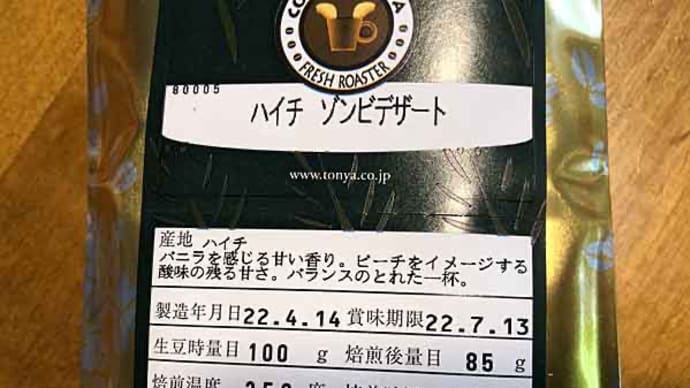 FRESH ROASTER
80005
ハイチ ゾンビデザート
www.tonya.co.jp
産地 ハイチ
バニラを感じる甘い香り。ピーチをイメージする
酸味の残る甘さ。バランスのとれた一杯。
製造年月日22.4.14 賞味期限22.7.13
生豆時量目 100 g 焙煎後量目 85 g
焙煎温度